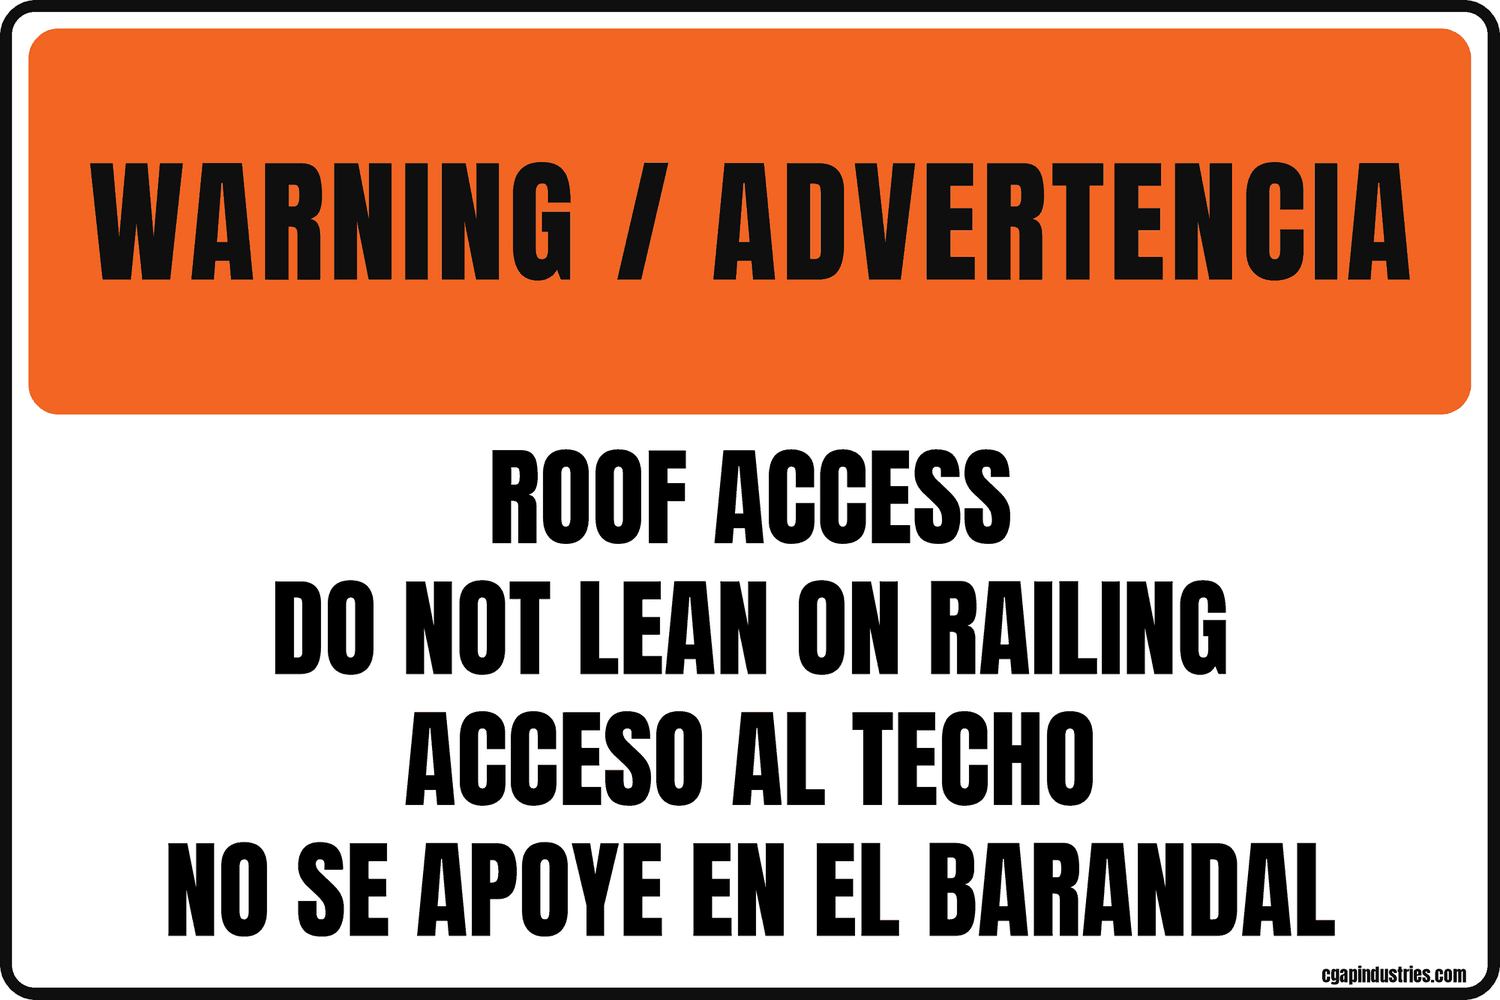 WARNING / ADVERTENCIA
ROOF ACCESS
DO NOT LEAN ON RAILING
ACCESO AL TECHO
NO SE APOYE EN EL BARANDAL
cgapindustries.com